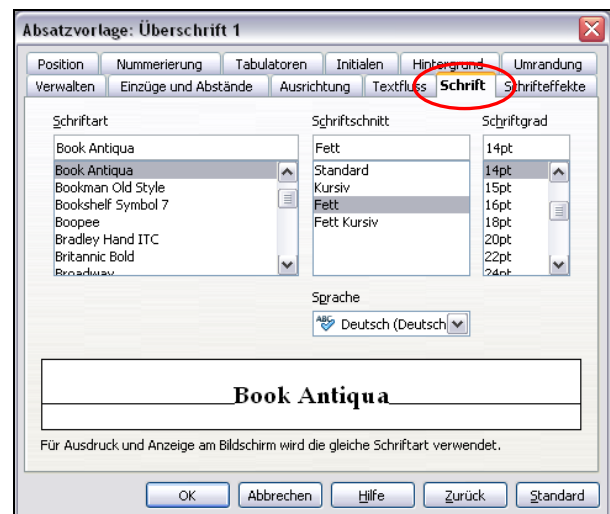 Absatzvorlage: Überschrift 1
Position Nummerierung Tabulatoren Initialen Hintergrund Umrandung
Verwalten Einzüge und Abstände Ausrichtung Textfluss Schrift Schrifteffekte
Schriftart Schriftschnitt Schriftgrad
Book Antiqua Fett 14pt
Book Antiqua Standard 14pt
Bookman Old Style Kursiv 15pt
Bookshelf Symbol 7 Fett 16pt
Boopee Fett Kursiv 18pt
Bradley Hand ITC 20pt
Britannic Bold 22pt
Broadway 24pt
Sprache
ABC Deutsch (Deutsch
Book Antiqua
Für Ausdruck und Anzeige am Bildschirm wird die gleiche Schriftart verwendet.
OK Abbrechen Hilfe Zurück Standard